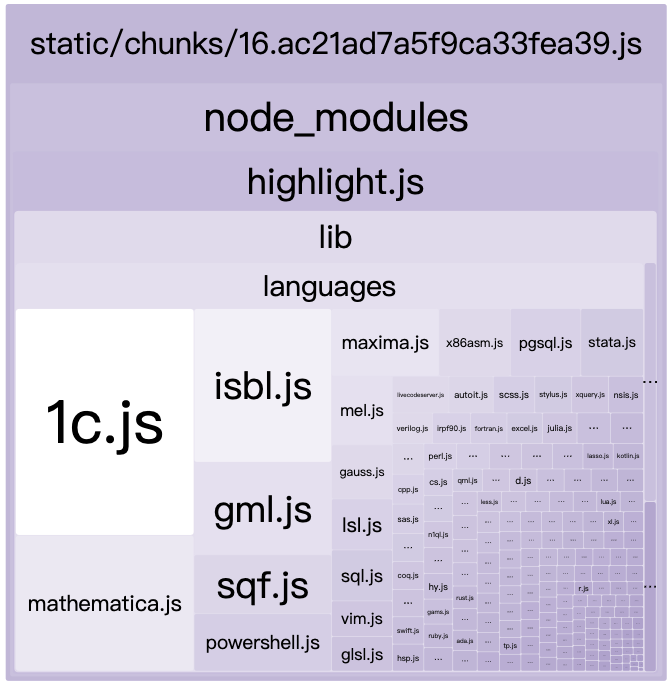 static/chunks/16.ac21ad7a5f9ca33fea39.js
node_modules
highlight.js
lib
languages
1c.js
mathematica.js
isbl.js
gml.js
sqf.js
powershell.js
maxima.js
x86asm.js
pgsql.js
stata.js
...
mel.js
gauss.js
lsl.js
sql.js
vim.js
glsl.js
livecodeserver.js
autoit.js
scss.js
stylus.js
xquery.js
nsis.js
verilog.js
irpf90.js
fortran.js
excel.js
julia.js
...
...
...
perl.js
...
...
...
...
lasso.js
kotlin.js
cpp.js
cs.js
qml.js
...
d.js
...
...
...
...
sas.js
...
...
less.js
...
...
...
lua.js
...
...
n1ql.js
...
xl.js
...
coq.js
hy.js
r.js
...
...
gams.js
rust.js
swift.js
ruby.js
ada.js
tp.js
hsp.js
...
...
...